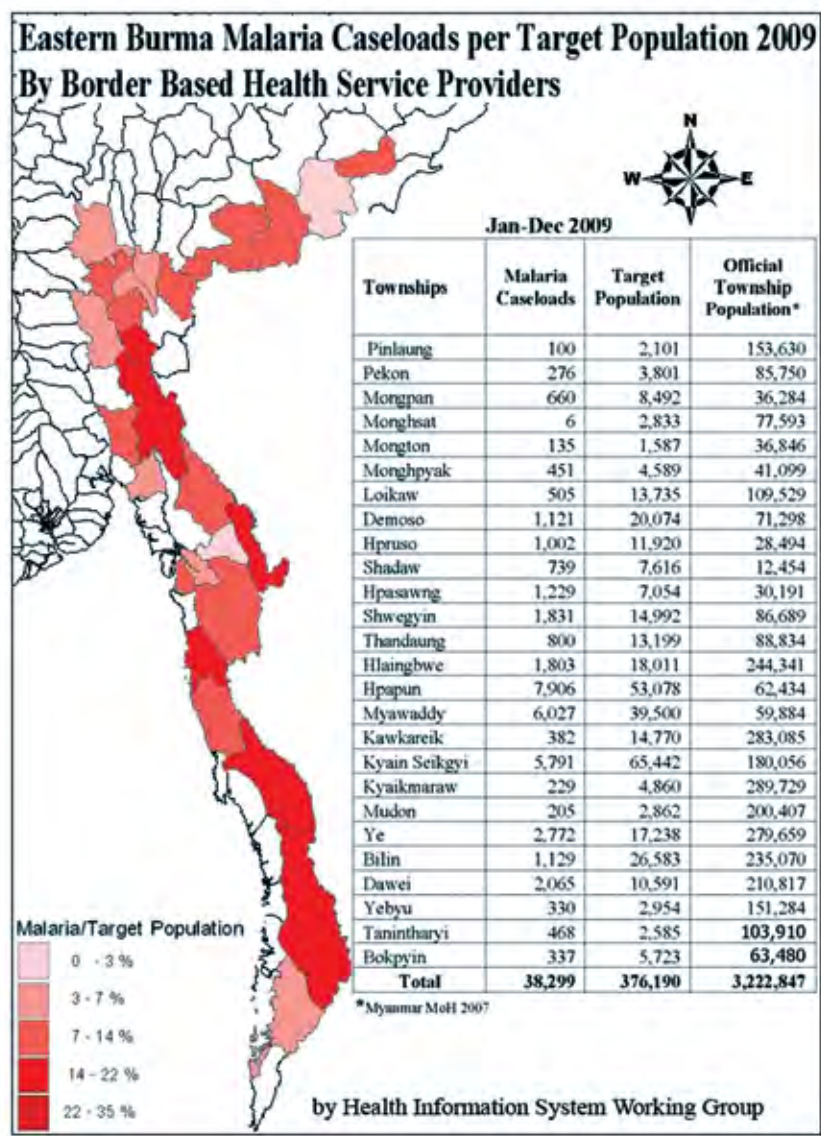 Eastern Burma Malaria Caseloads per Target Population 2009
By Border Based Health Service Providers
N
W E
S
Jan-Dec 2009
Townships Malaria Caseloads Target Population Official Township Population*
Pinlaung 100 2,101 153,630
Pekon 276 3,801 85,750
Mongpan 660 8,492 36,284
Monghsat 6 2,833 77,593
Mongton 135 1,587 36,846
Monghpyak 451 4,589 41,099
Loikaw 505 13,735 109,529
Demoso 1,121 20,074 71,298
Hpruso 1,002 11,920 28,494
Shadaw 739 7,616 12,454
Hpasawng 1,229 7,054 30,191
Shwegyin 1,831 14,992 86,689
Thandaung 800 13,199 88,834
Hlaingbwe 1,803 18,011 244,341
Hpapun 7,906 53,078 62,434
Myawaddy 6,027 39,500 59,884
Kawkareik 382 14,770 283,085
Kyain Seikgyi 5,791 65,442 180,056
Kyaikmaraw 229 4,860 289,729
Mudon 205 2,862 200,407
Ye 2,772 17,238 279,659
Bilin 1,129 26,583 235,070
Dawei 2,065 10,591 210,817
Yebyu 330 2,954 151,284
Tanintharyi 468 2,585 103,910
Bokpyin 337 5,723 63,480
Total 38,299 376,190 3,222,847
*Myanmar MoH 2007
Malaria/Target Population
0 - 3 %
3 - 7 %
7 - 14 %
14 - 22 %
22 - 35 %
by Health Information System Working Group